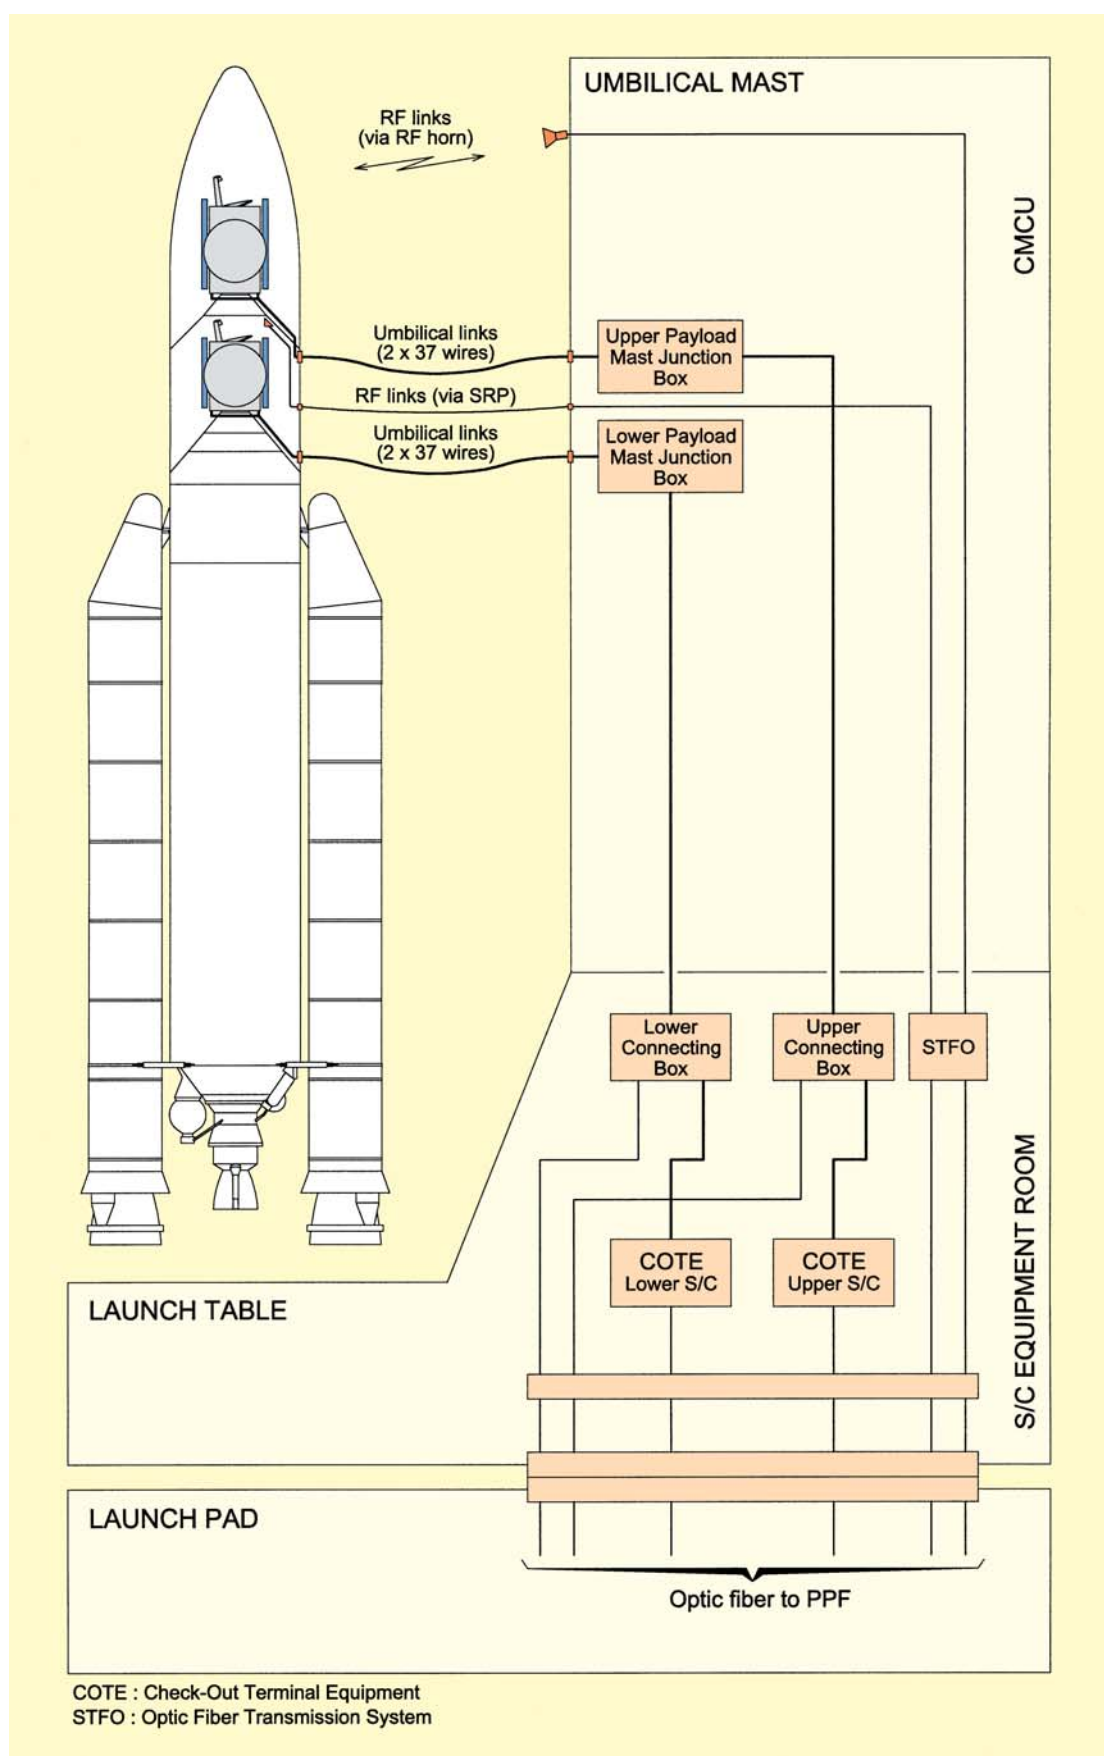 UMBILICAL MAST
RF links
(via RF horn)
CMCU
Umbilical links
(2 x 37 wires)
Upper Payload
Mast Junction
Box
RF links (via SRP)
Umbilical links
(2 x 37 wires)
Lower Payload
Mast Junction
Box
Lower
Connecting
Box
Upper
Connecting
Box
STFO
S/C EQUIPMENT ROOM
COTE
Lower S/C
COTE
Upper S/C
LAUNCH TABLE
LAUNCH PAD
Optic fiber to PPF
COTE : Check-Out Terminal Equipment
STFO : Optic Fiber Transmission System